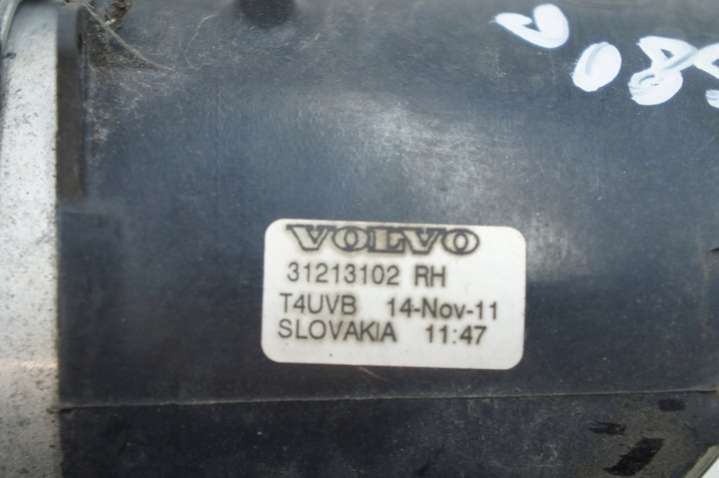 VOLVO
31213102 RH
T4UVB 14-Nov-11
SLOVAKIA 11:47